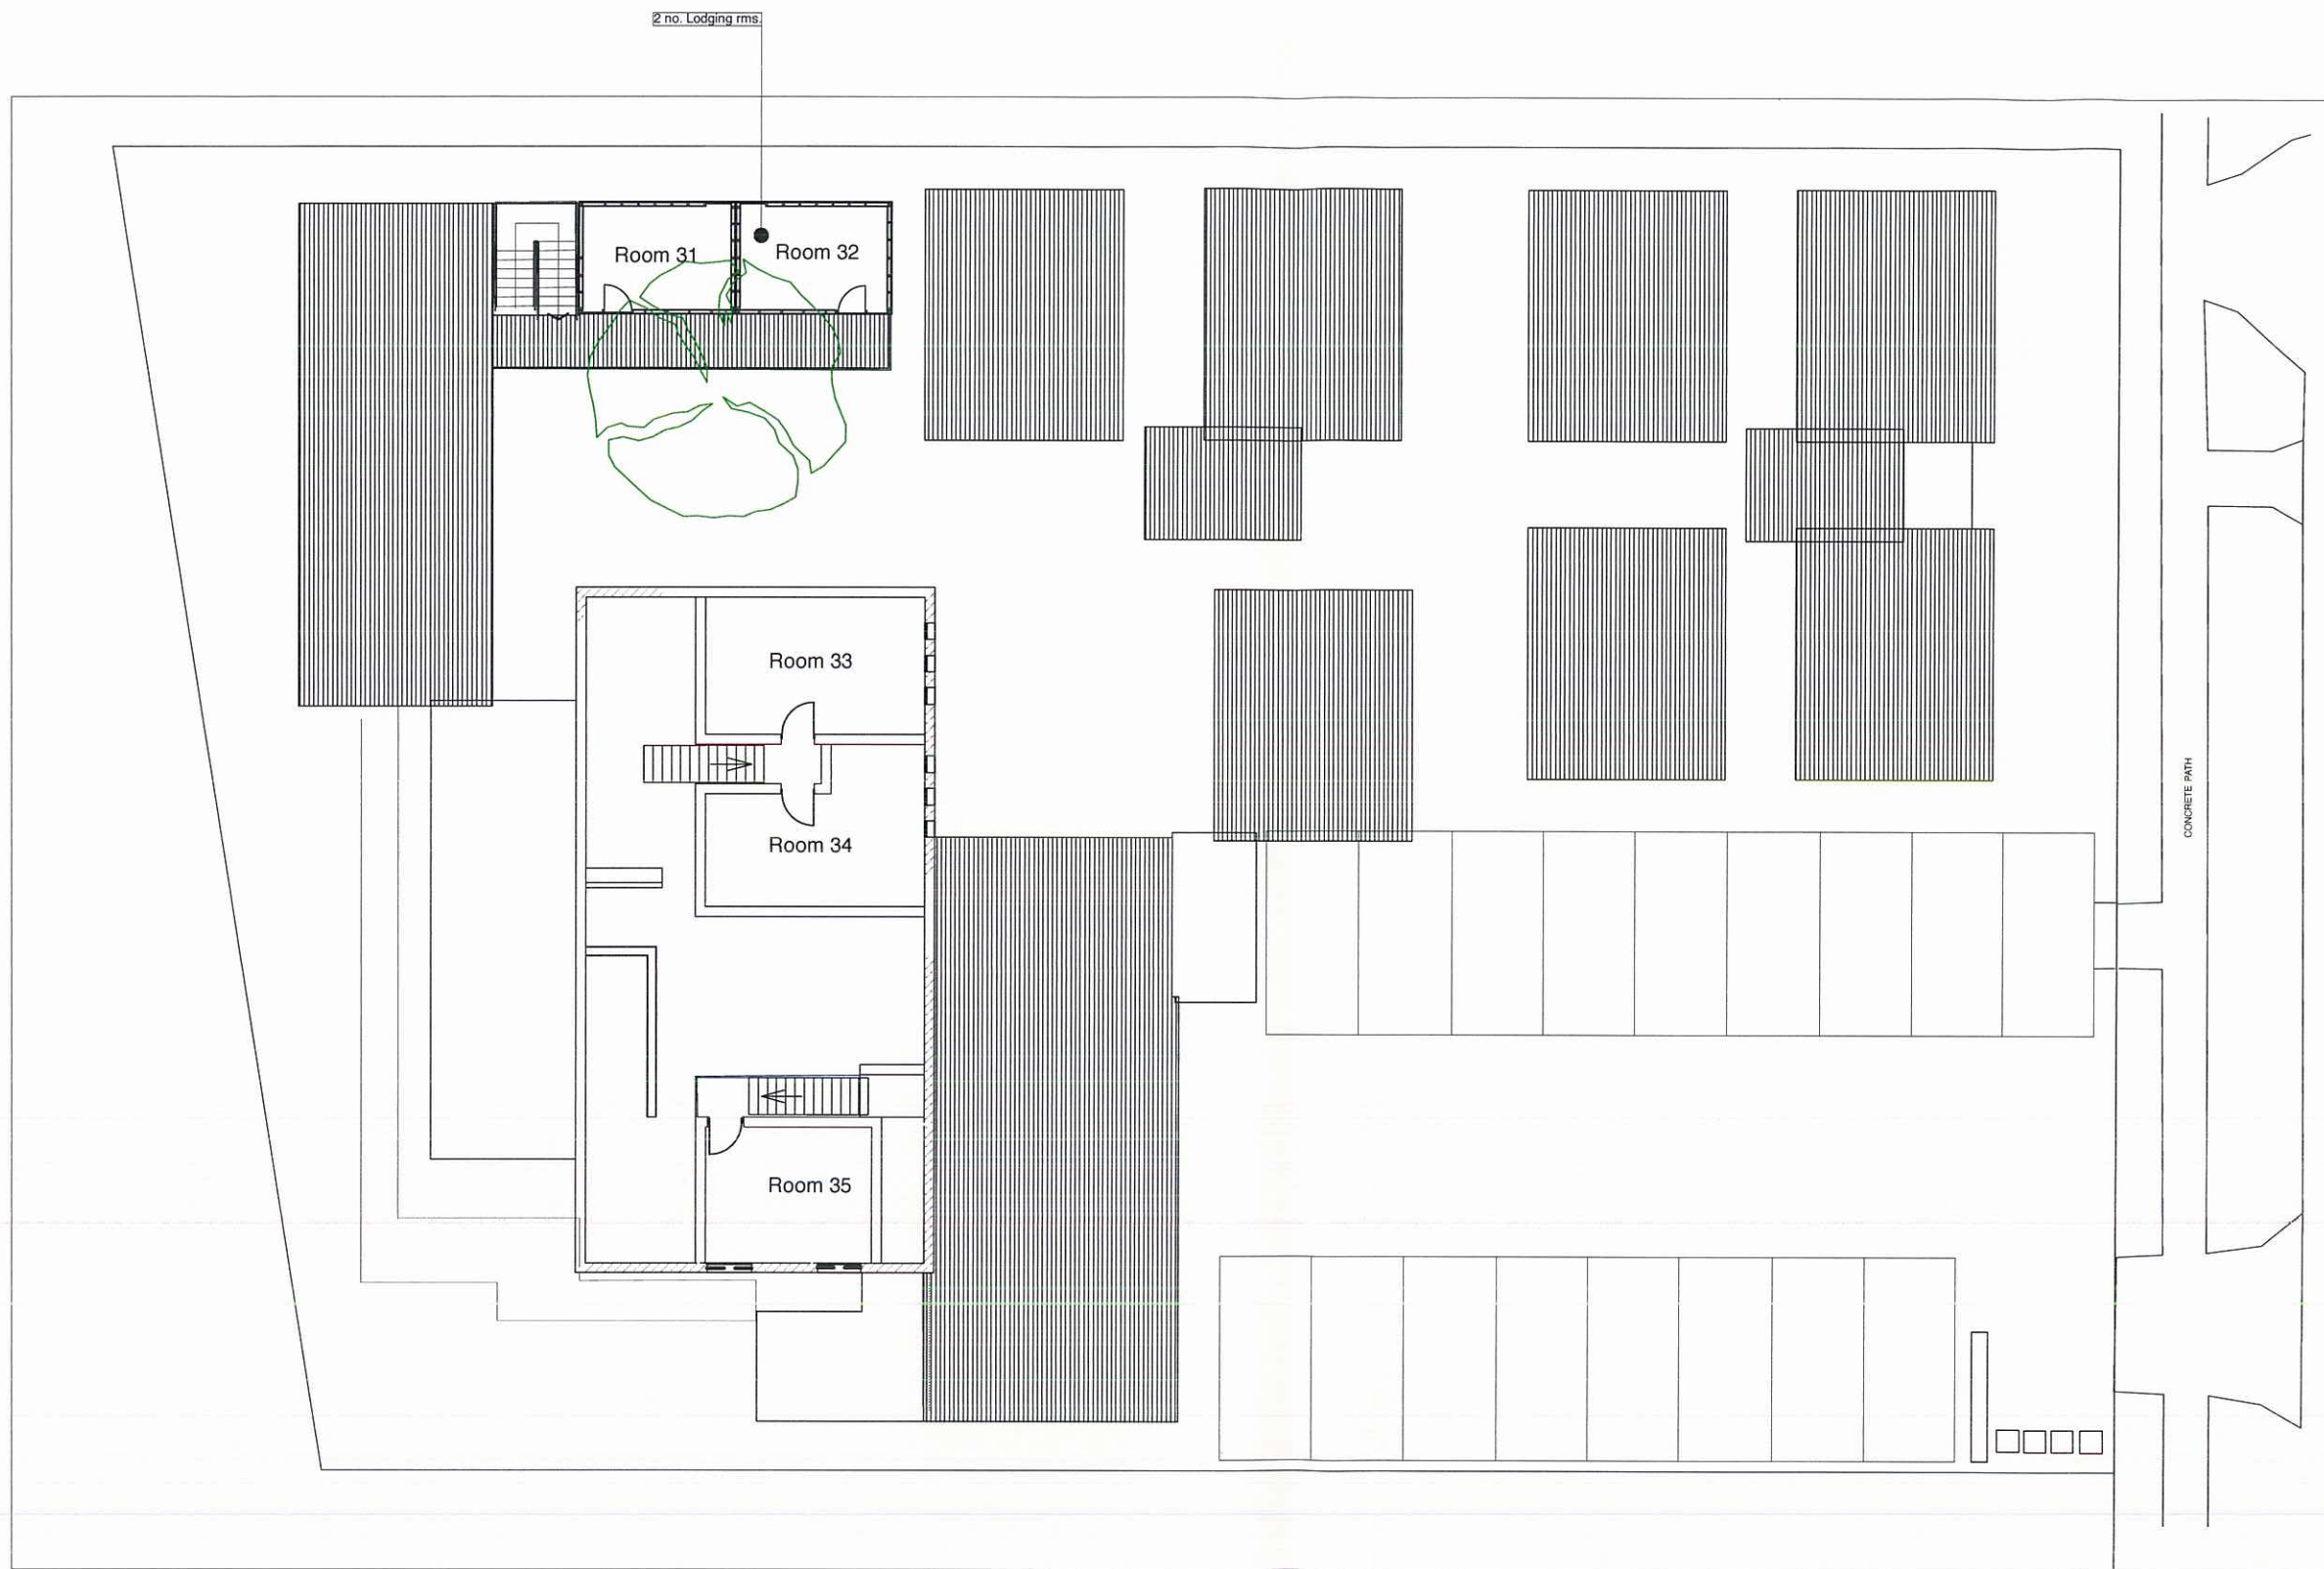 2 no. Lodging rms.
Room 31
Room 32
Room 33
Room 34
Room 35
CONCRETE PATH